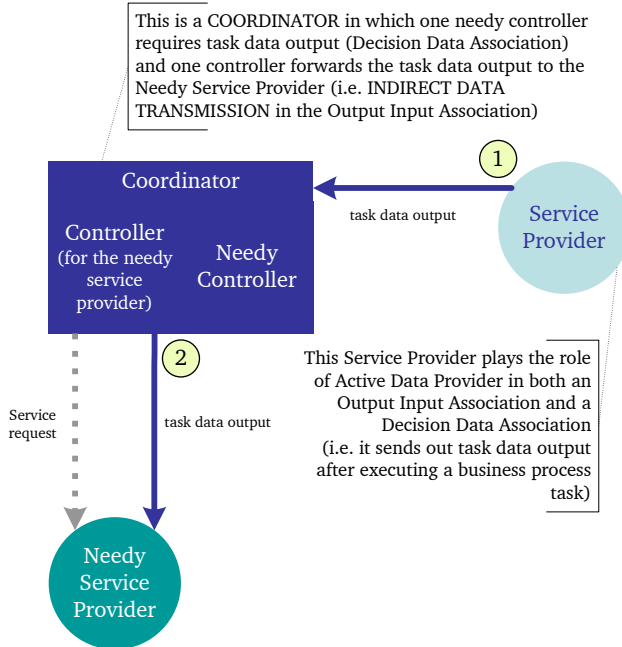 This is a COORDINATOR in which one needy controller
requires task data output (Decision Data Association)
and one controller forwards the task data output to the
Needy Service Provider (i.e. INDIRECT DATA
TRANSMISSION in the Output Input Association)
1
Coordinator
task data output
Service
Provider
Controller
(for the needy
service
provider)
Needy
Controller
2
This Service Provider plays the role
of Active Data Provider in both an
Output Input Association and a
Decision Data Association
(i.e. it sends out task data output
after executing a business process
task)
Service
request
task data output
Needy
Service
Provider